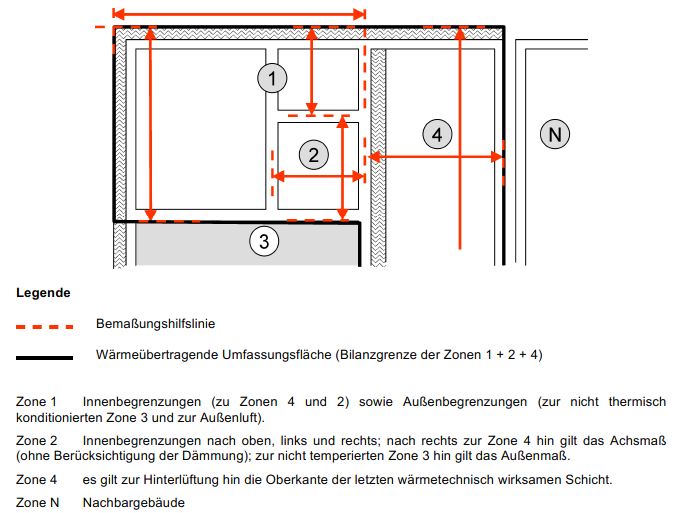 1
2
4
N
3
Legende
Bemaßungshilfslinie
Wärmeübertragende Umfassungsfläche (Bilanzgrenze der Zonen 1 + 2 + 4)
Zone 1 Innenbegrenzungen (zu Zonen 4 und 2) sowie Außenbegrenzungen (zur nicht thermisch
konditionierten Zone 3 und zur Außenluft).
Zone 2 Innenbegrenzungen nach oben, links und rechts; nach rechts zur Zone 4 hin gilt das Achsmaß
(ohne Berücksichtigung der Dämmung); zur nicht temperierten Zone 3 hin gilt das Außenmaß.
Zone 4 es gilt zur Hinterlüftung hin die Oberkante der letzten wärmetechnisch wirksamen Schicht.
Zone N Nachbargebäude